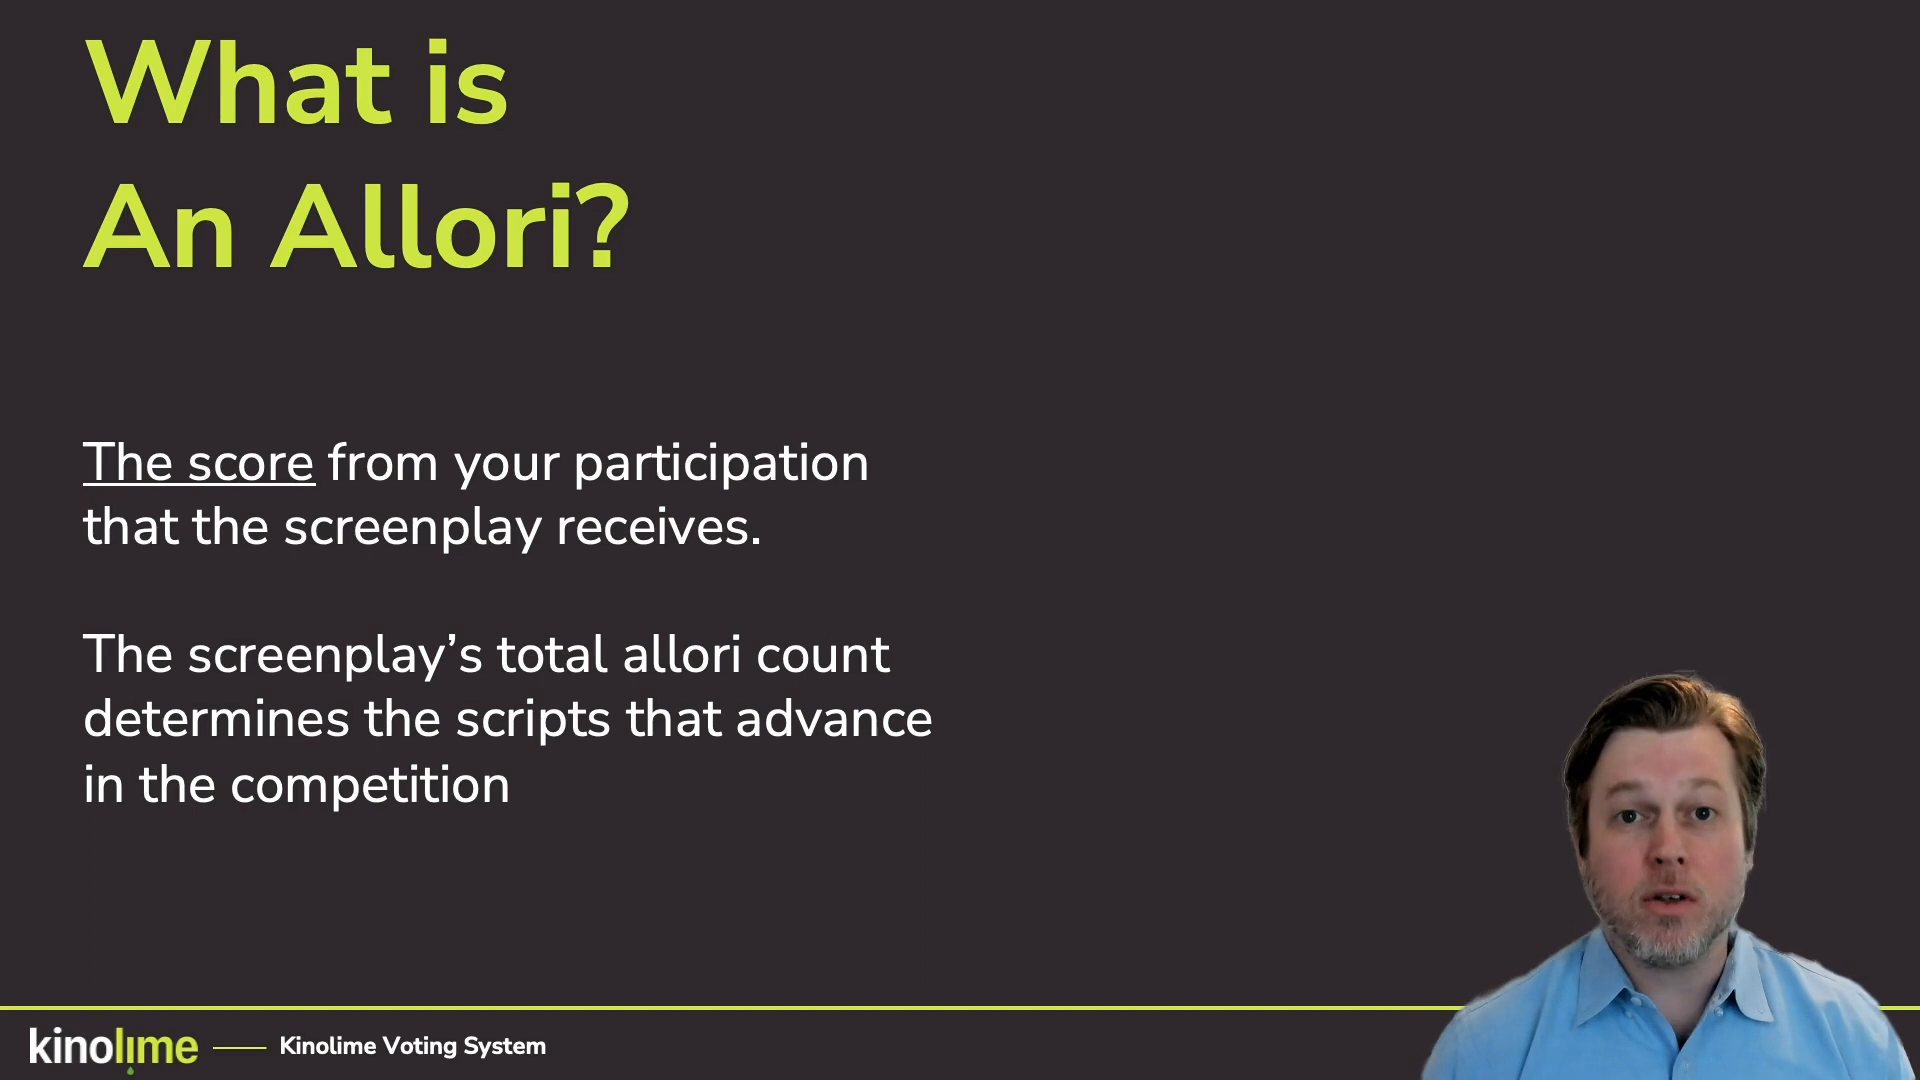 What is
An Allori?
The score from your participation
that the screenplay receives.
The screenplay’s total allori count
determines the scripts that advance
in the competition
kinolime
Kinolime Voting System